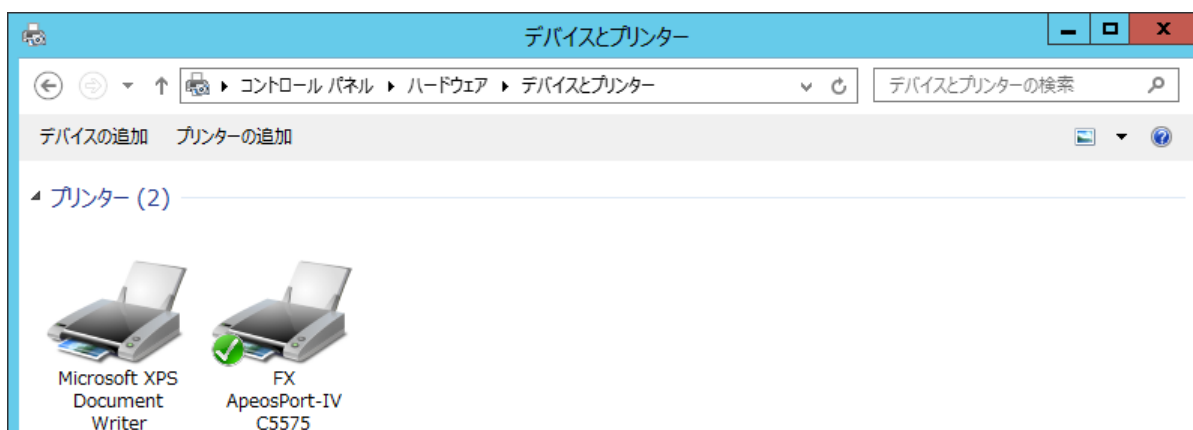 デバイスとプリンター
コントロール パネル ハードウェア デバイスとプリンター
デバイスとプリンターの検索
デバイスの追加 プリンターの追加
プリンター (2)
Microsoft XPS
Document
Writer
FX
ApeosPort-IV
C5575